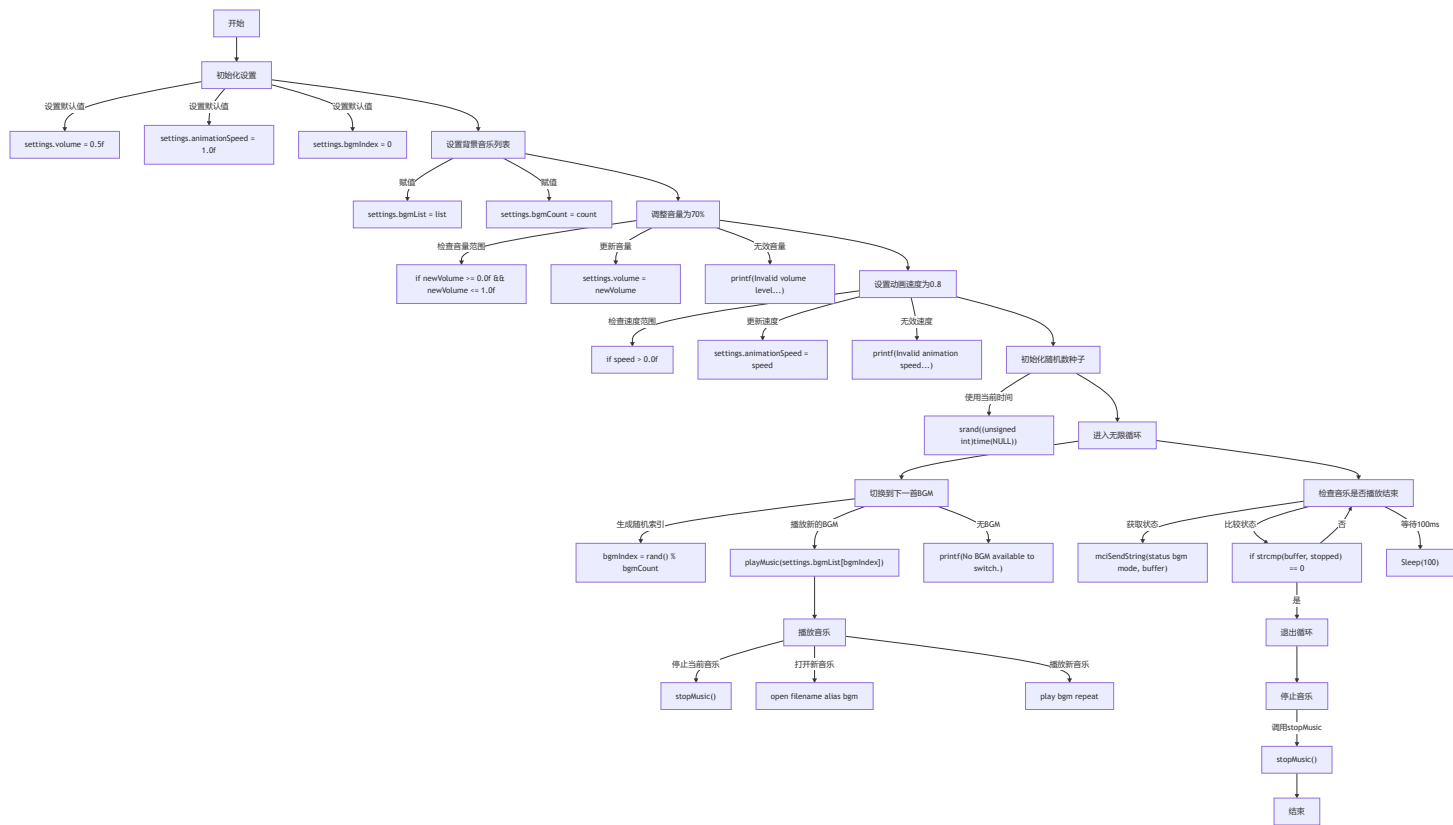 开始
初始化设置
设置默认值
设置默认值
设置默认值
settings.volume = 0.5f
settings.animationSpeed =
1.0f
settings.bgmIndex = 0
设置背景音乐列表
赋值
赋值
settings.bgmList = list
settings.bgmCount = count
调整音量为70%
检查音量范围
更新音量
无效音量
if newVolume >= 0.0f &&
newVolume <= 1.0f
settings.volume =
newVolume
printf(Invalid volume
level...)
设置动画速度为0.8
检查速度范围
更新速度
无效速度
if speed > 0.0f
settings.animationSpeed =
speed
printf(Invalid animation
speed...)
初始化随机数种子
使用当前时间
srand((unsigned
int)time(NULL))
进入无限循环
切换到下一首BGM
检查音乐是否播放结束
生成随机索引
播放新的BGM
无BGM
获取状态
比较状态
否
等待100ms
bgmIndex = rand() %
bgmCount
playMusic(settings.bgmList[bgmIndex])
printf(No BGM available to
switch.)
mciSendString(status bgm
mode, buffer)
if strcmp(buffer, stopped)
== 0
Sleep(100)
是
播放音乐
退出循环
停止当前音乐
打开新音乐
播放新音乐
stopMusic()
open filename alias bgm
play bgm repeat
停止音乐
调用stopMusic
stopMusic()
结束